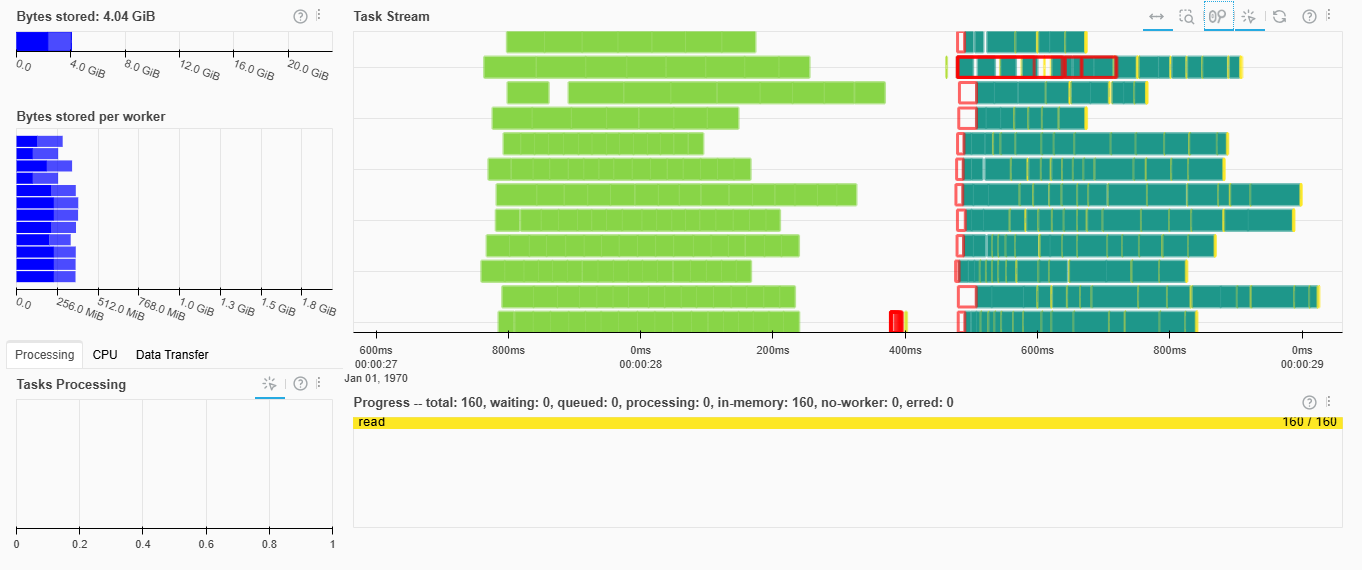 Bytes stored: 4.04 GiB
0.0 4.0 GiB 8.0 GiB 12.0 GiB 16.0 GiB 20.0 GiB
Bytes stored per worker
0.0 256.0 MiB 512.0 MiB 768.0 MiB 1.0 GiB 1.3 GiB 1.5 GiB 1.8 GiB
Processing CPU Data Transfer
Tasks Processing
0 0.2 0.4 0.6 0.8 1
Task Stream
600ms 800ms 0ms 200ms 400ms 600ms 800ms 0ms
00:00:27 00:00:28 00:00:29
Jan 01, 1970
Progress -- total: 160, waiting: 0, queued: 0, processing: 0, in-memory: 160, no-worker: 0, erred: 0
read 160 / 160